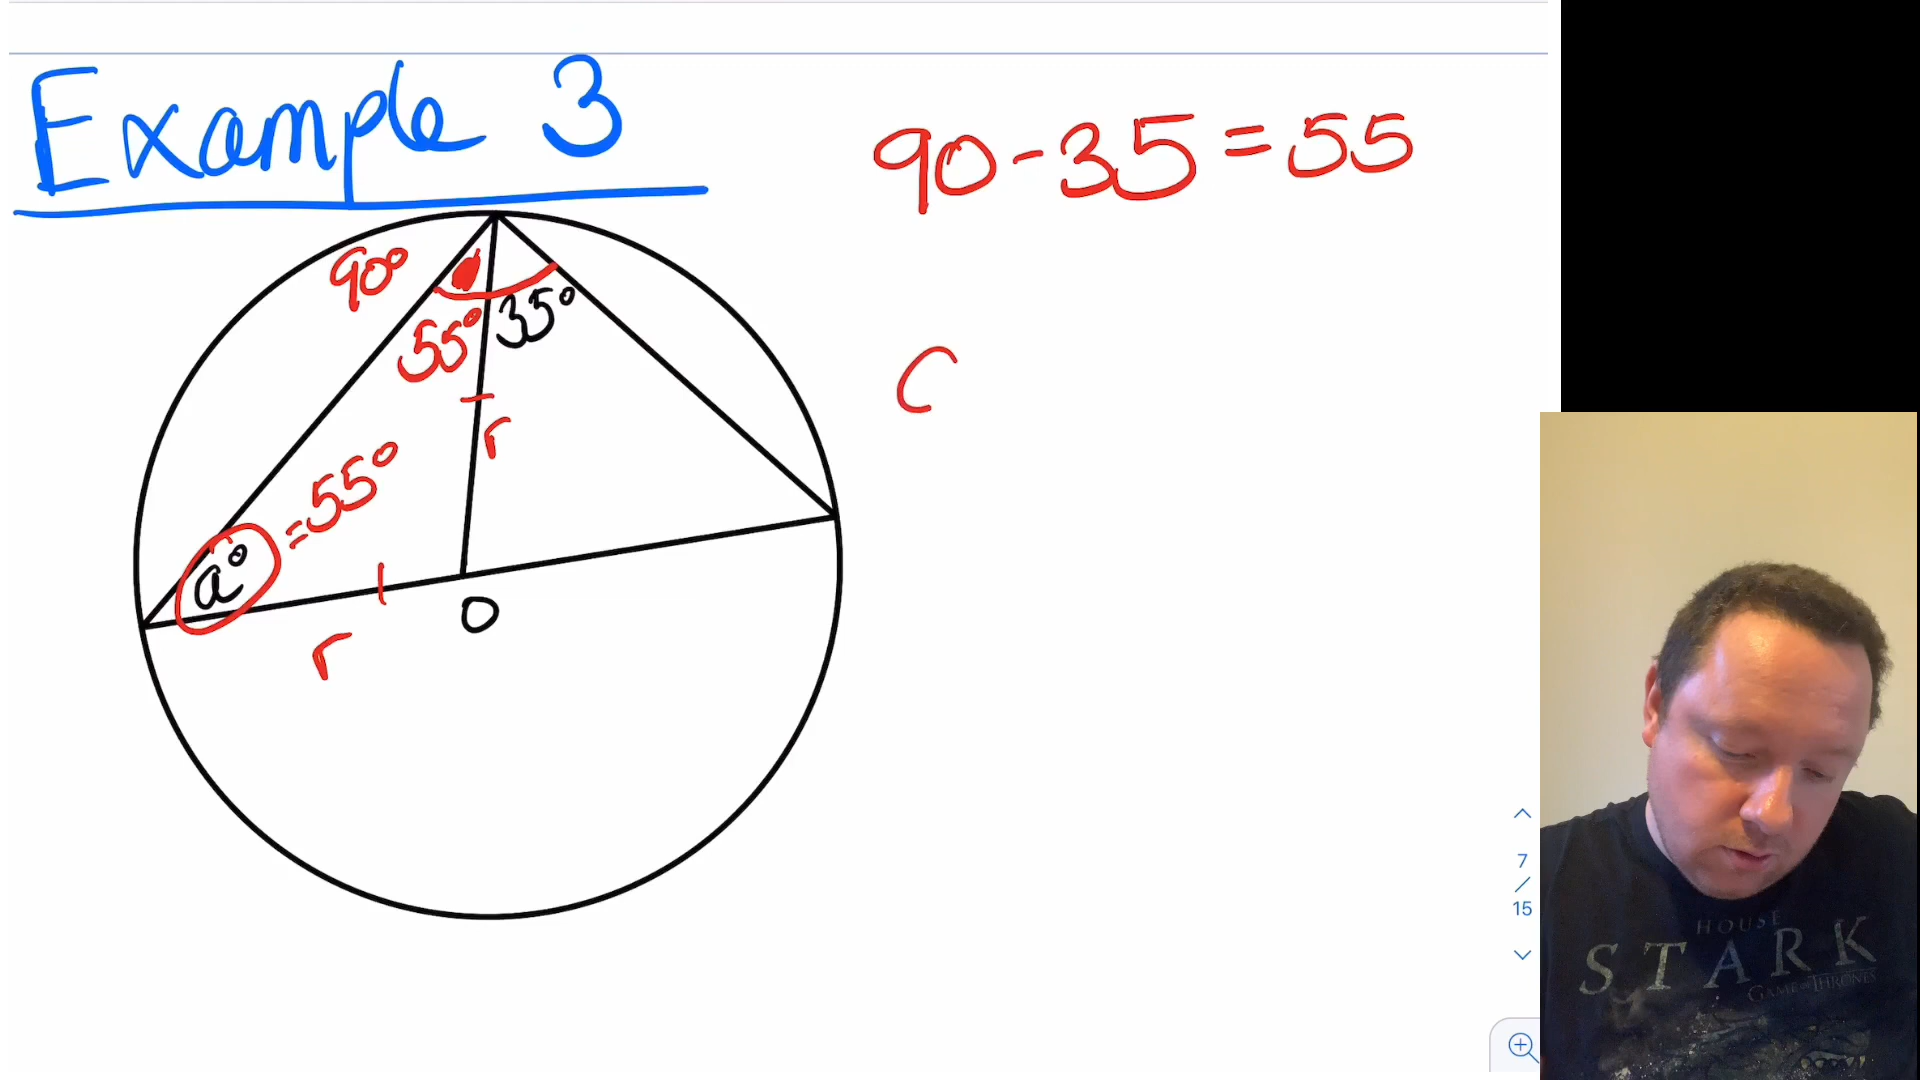 Example 3
90-35=55
90°
55°
35°
r
a°
=55°
r
O
C
7
/
15
HOUSE
STARK
GAME OF THRONES